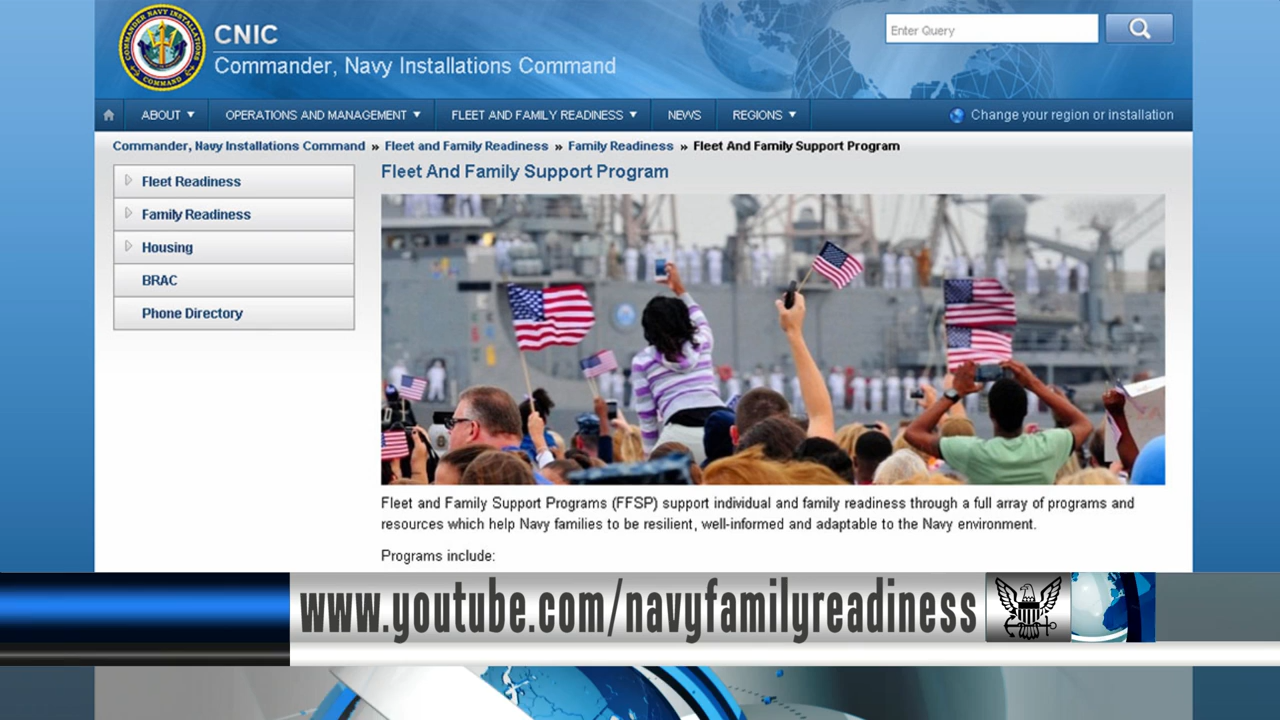 COMMANDER NAVY INSTALLATIONS COMMAND
CNIC
Commander, Navy Installations Command
Enter Query
ABOUT ▼ OPERATIONS AND MANAGEMENT ▼ FLEET AND FAMILY READINESS ▼ NEWS REGIONS ▼ Change your region or installation
Commander, Navy Installations Command » Fleet and Family Readiness » Family Readiness » Fleet And Family Support Program
Fleet Readiness
Family Readiness
Housing
BRAC
Phone Directory
Fleet And Family Support Program
Fleet and Family Support Programs (FFSP) support individual and family readiness through a full array of programs and
resources which help Navy families to be resilient, well-informed and adaptable to the Navy environment.
Programs include:
www.youtube.com/navyfamilyreadiness